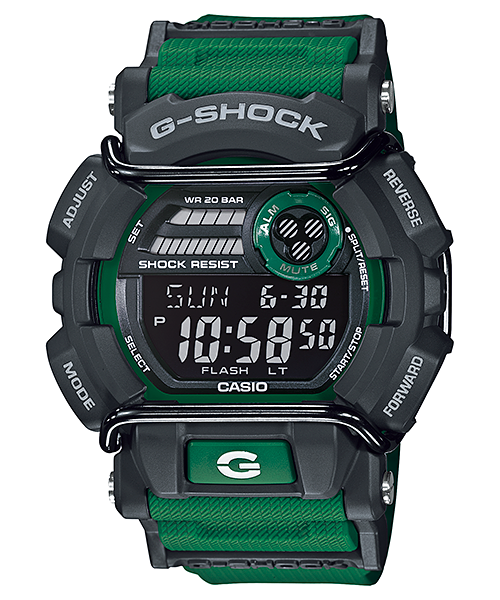 G-SHOCK
ADJUST
REVERSE
WR 20 BAR
ALM
SIG
MUTE
SET
SPLIT/RESET
SHOCK RESIST
SUN 6-30
P 10:58 50
SELECT
START/STOP
FLASH LT
CASIO
MODE
FORWARD
G